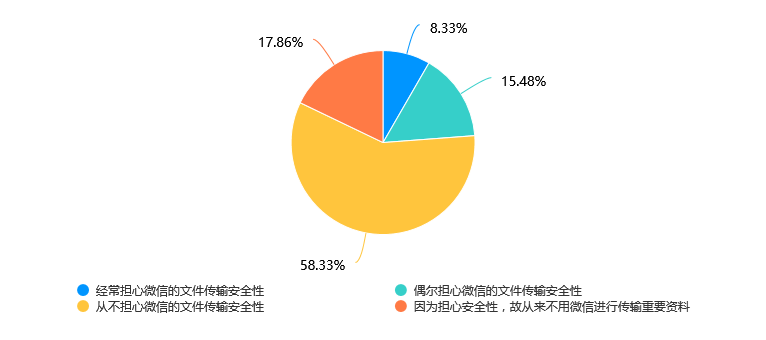 8.33%
17.86%
15.48%
58.33%
经常担心微信的文件传输安全性
偶尔担心微信的文件传输安全性
从不担心微信的文件传输安全性
因为担心安全性，故从来不用微信进行传输重要资料